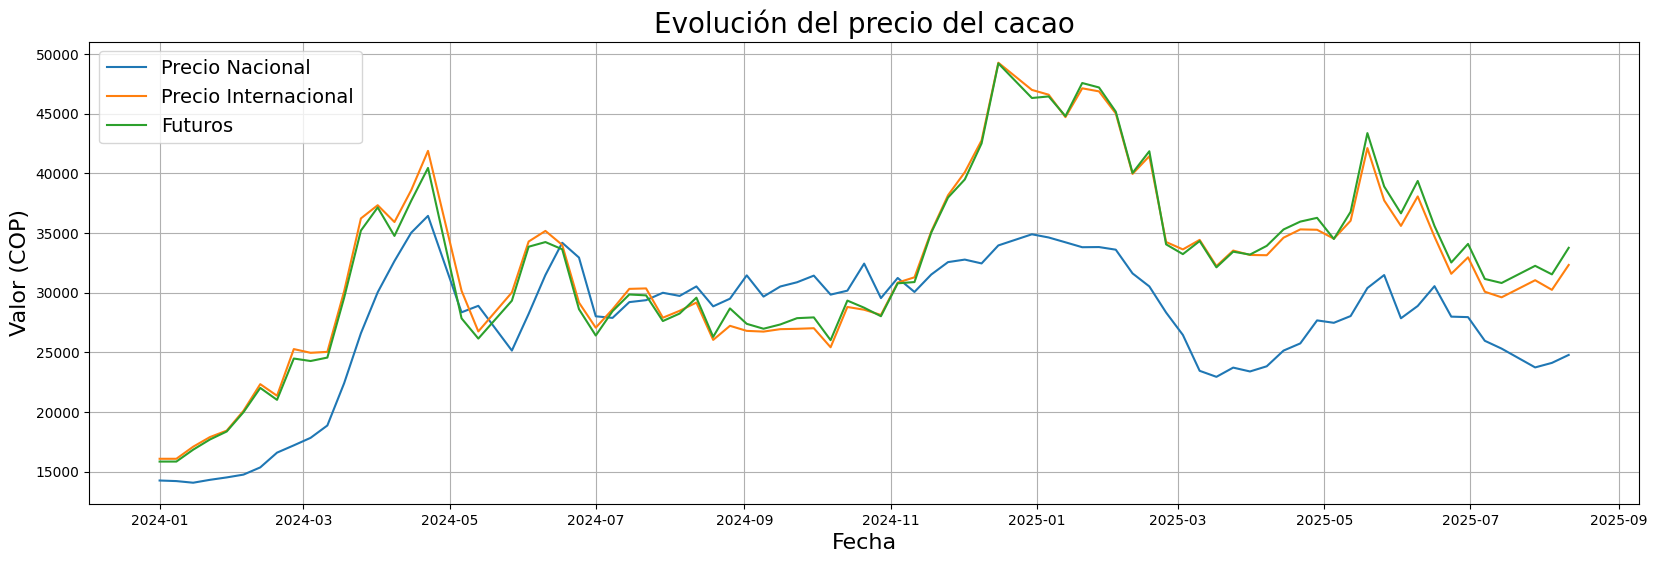 Evolución del precio del cacao
Precio Nacional
Precio Internacional
Futuros
Valor (COP)
50000
45000
40000
35000
30000
25000
20000
15000
2024-01 2024-03 2024-05 2024-07 2024-09 2024-11 2025-01 2025-03 2025-05 2025-07 2025-09
Fecha